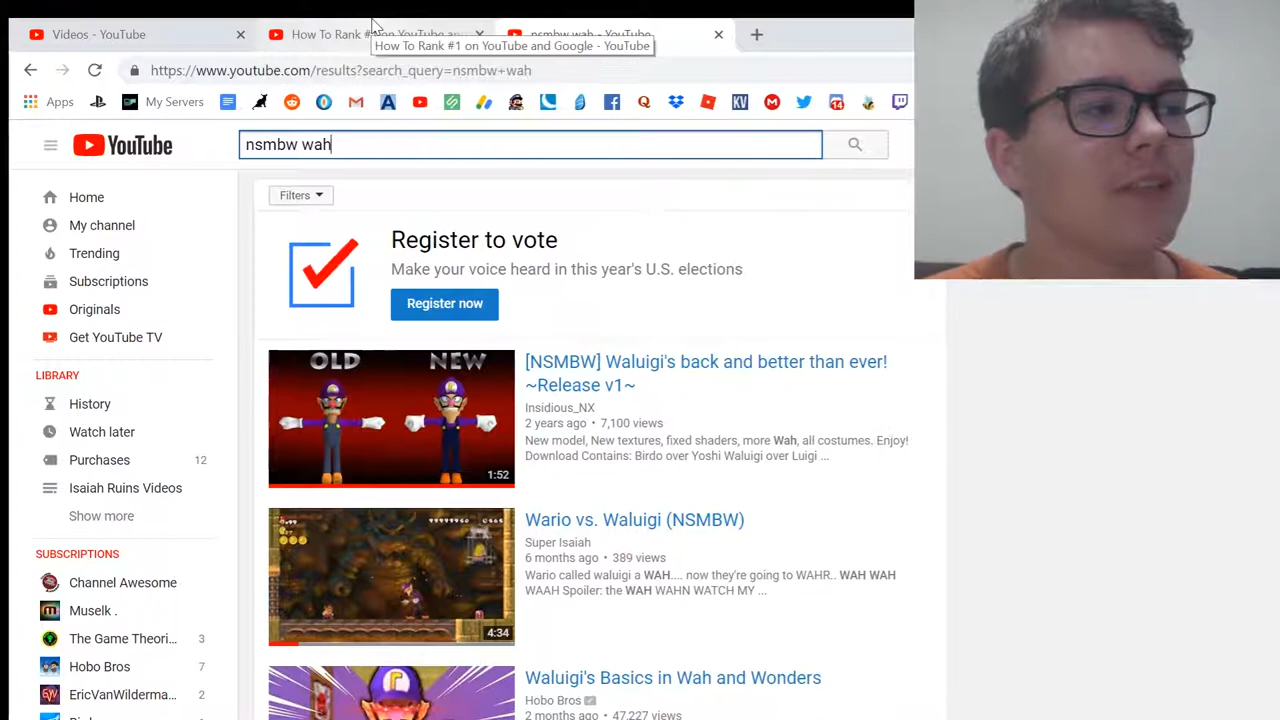 Videos - YouTube
How To Rank #
nsmbw wah - YouTube
How To Rank #1 on YouTube and Google - YouTube
https://www.youtube.com/results?search_query=nsmbw+wah
Apps
My Servers
14
YouTube
nsmbw wah
Home
My channel
Trending
Subscriptions
Originals
Get YouTube TV
LIBRARY
History
Watch later
Purchases 12
Isaiah Ruins Videos
Show more
SUBSCRIPTIONS
Channel Awesome
Muselk .
The Game Theori... 3
Hobo Bros 7
EricVanWilderma... 2
Filters
Register to vote
Make your voice heard in this year's U.S. elections
Register now
OLD NEW
1:52
[NSMBW] Waluigi's back and better than ever!
~Release v1~
Insidious_NX
2 years ago • 7,100 views
New model, New textures, fixed shaders, more Wah, all costumes. Enjoy!
Download Contains: Birdo over Yoshi Waluigi over Luigi ...
4:34
Wario vs. Waluigi (NSMBW)
Super Isaiah
6 months ago • 389 views
Wario called waluigi a WAH.... now they're going to WAHR.. WAH WAH
WAAH Spoiler: the WAH WAHN WATCH MY ...
Waluigi's Basics in Wah and Wonders
Hobo Bros
2 months ago • 47,227 views